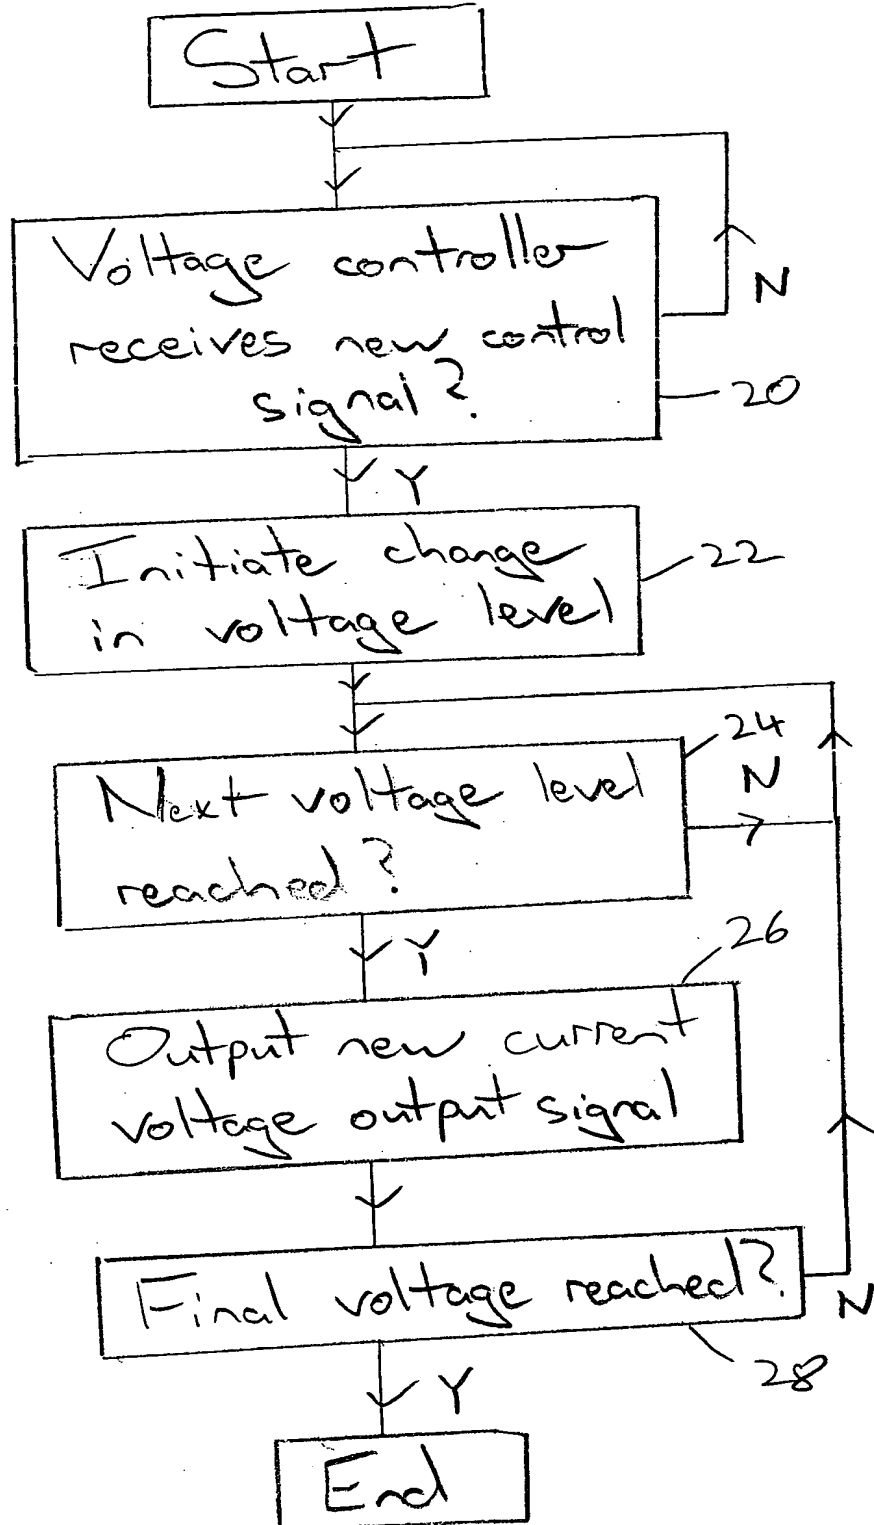 Start
Voltage controller
receives new control
signal?
N
20
Y
Initiate change
in voltage level
22
24
Next voltage level
reached?
N
Y
26
Output new current
voltage output signal
Final voltage reached?
N
28
Y
End